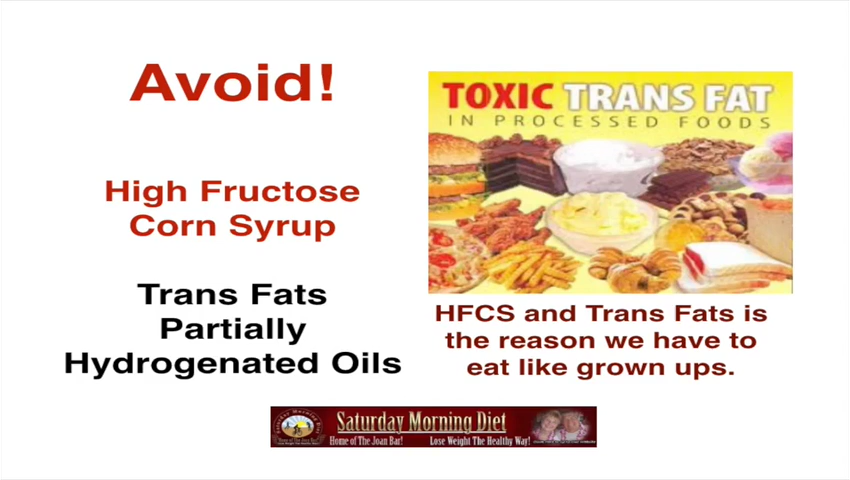 Avoid!
High Fructose
Corn Syrup
Trans Fats
Partially
Hydrogenated Oils
TOXIC TRANS FAT
IN PROCESSED FOODS
HFCS and Trans Fats is
the reason we have to
eat like grown ups.
Saturday Morning Diet
Home of The Joan Bar! Lose Weight The Healthy Way!